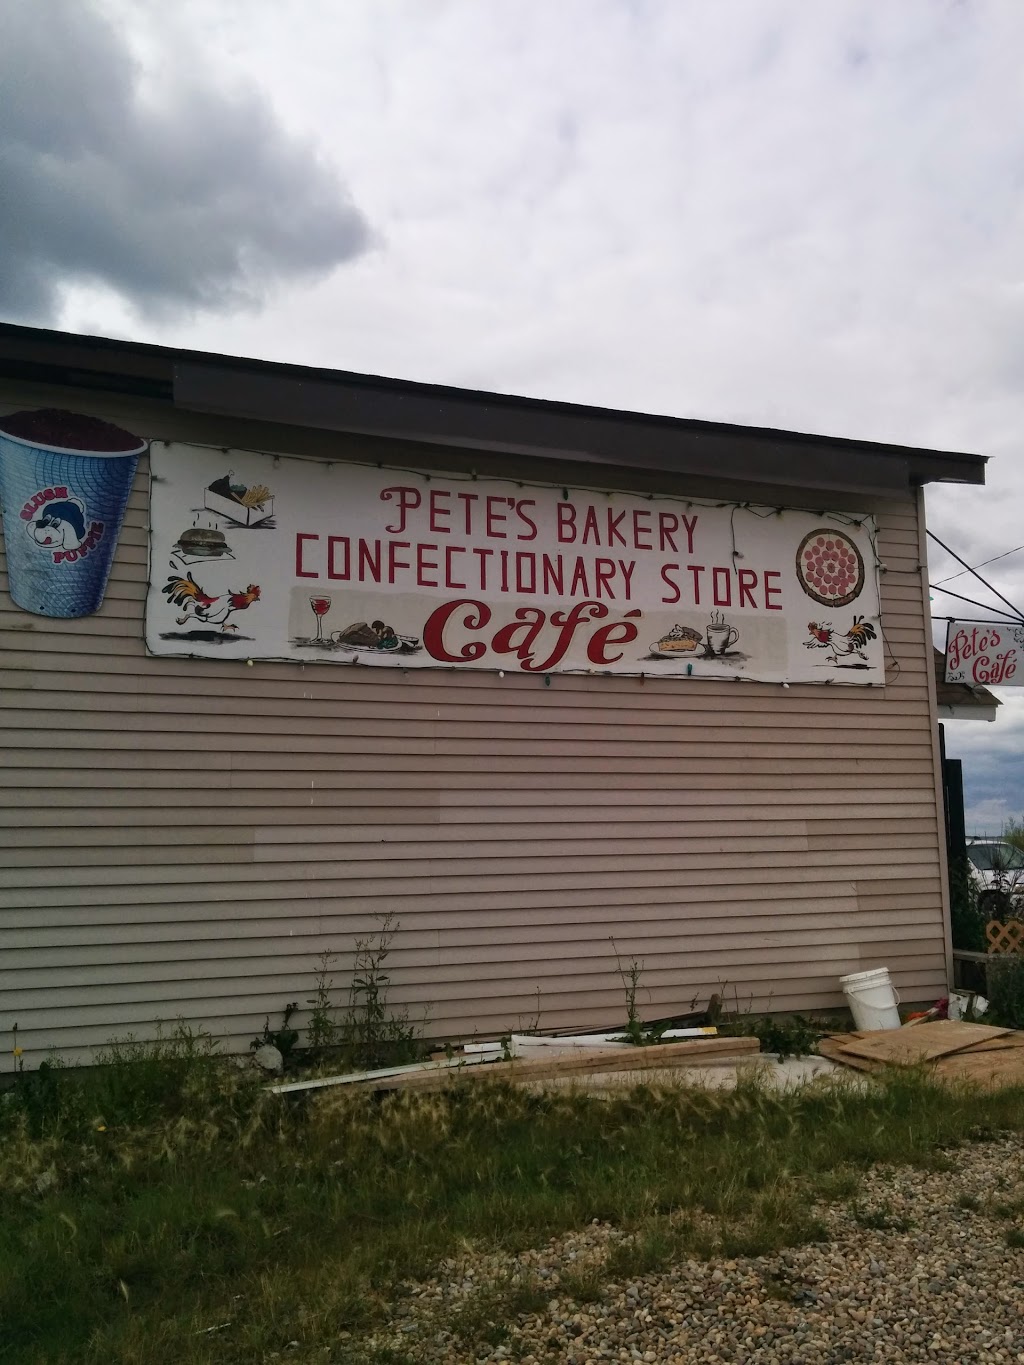 SLUSH
PUPPiE
PETE'S BAKERY
CONFECTIONARY STORE
Café
Pete's
Café